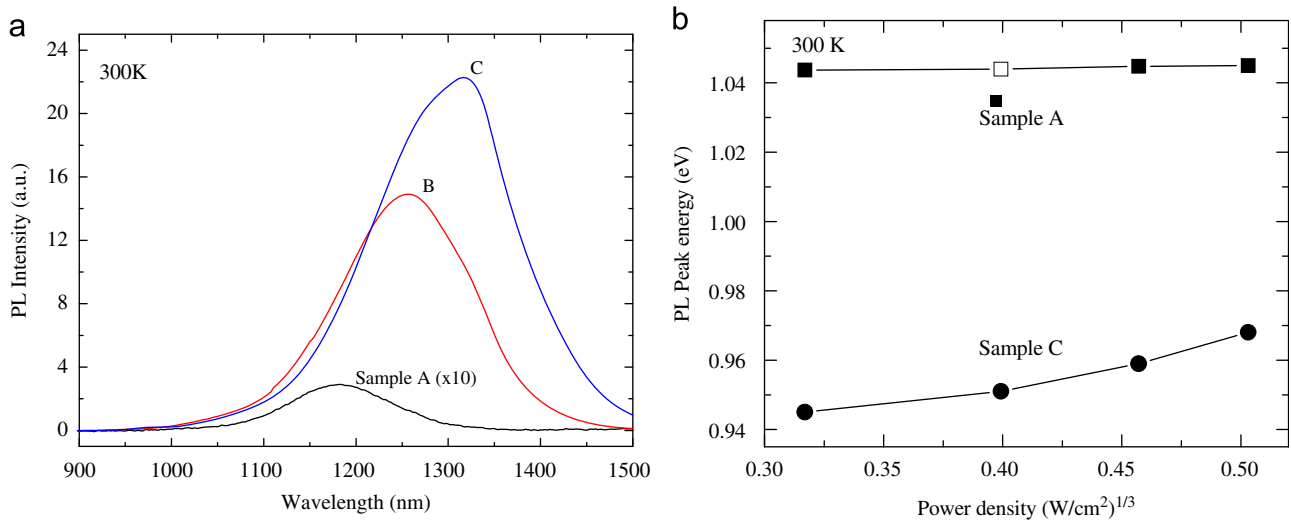 a
24
20
16
12
8
4
0
300K
C
B
Sample A (x10)
900 1000 1100 1200 1300 1400 1500
Wavelength (nm)
PL Intensity (a.u.)
b
300 K
1.04
1.02
1.00
0.98
0.96
0.94
Sample A
Sample C
0.30 0.35 0.40 0.45 0.50
Power density (W/cm²)¹/³
PL Peak energy (eV)